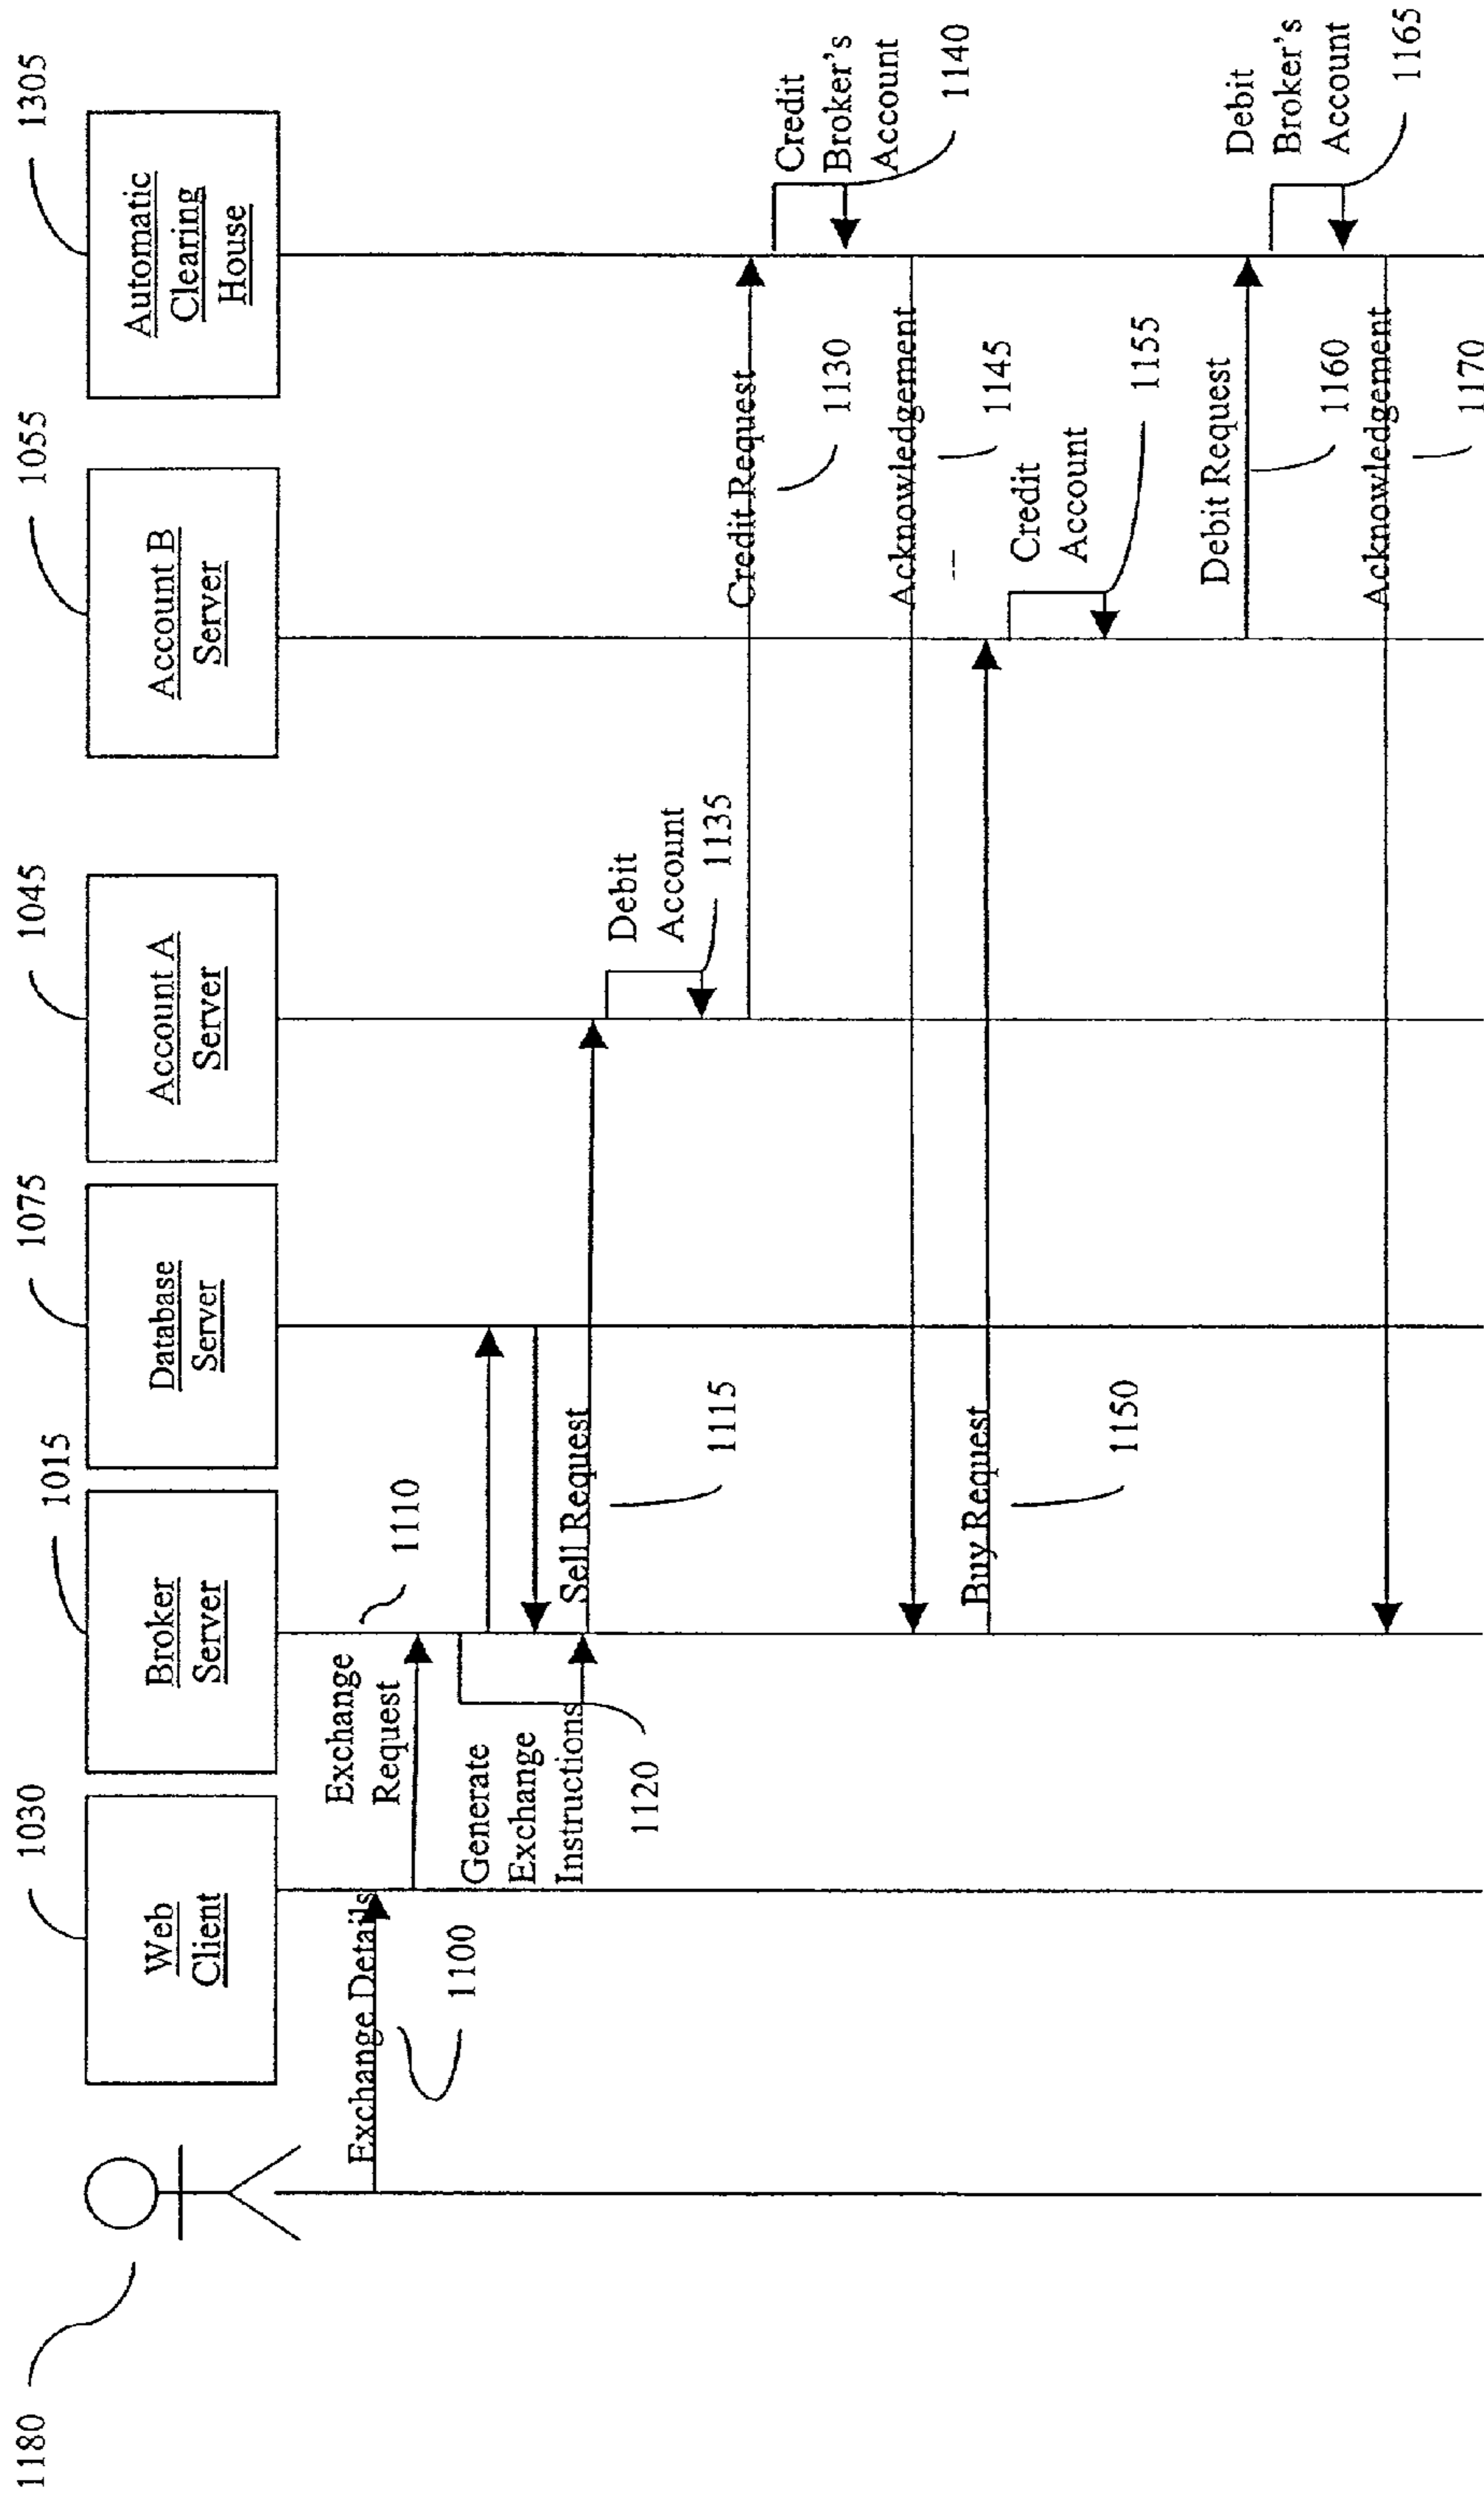 1180
1030
1015
1075
1045
1055
1305
Web
Client
Broker
Server
Database
Server
Account A
Server
Account B
Server
Automatic
Clearing
House
Exchange Details
1100
Exchange
Request
1110
Generate
Exchange
Instructions
1120
Sell Request
1115
Debit
Account
1135
Credit Request
1130
Credit
Broker's
Account
1140
Acknowledgement
1145
Buy Request
1150
Credit
Account
1155
Debit Request
1160
Debit
Broker's
Account
1165
Acknowledgement
1170